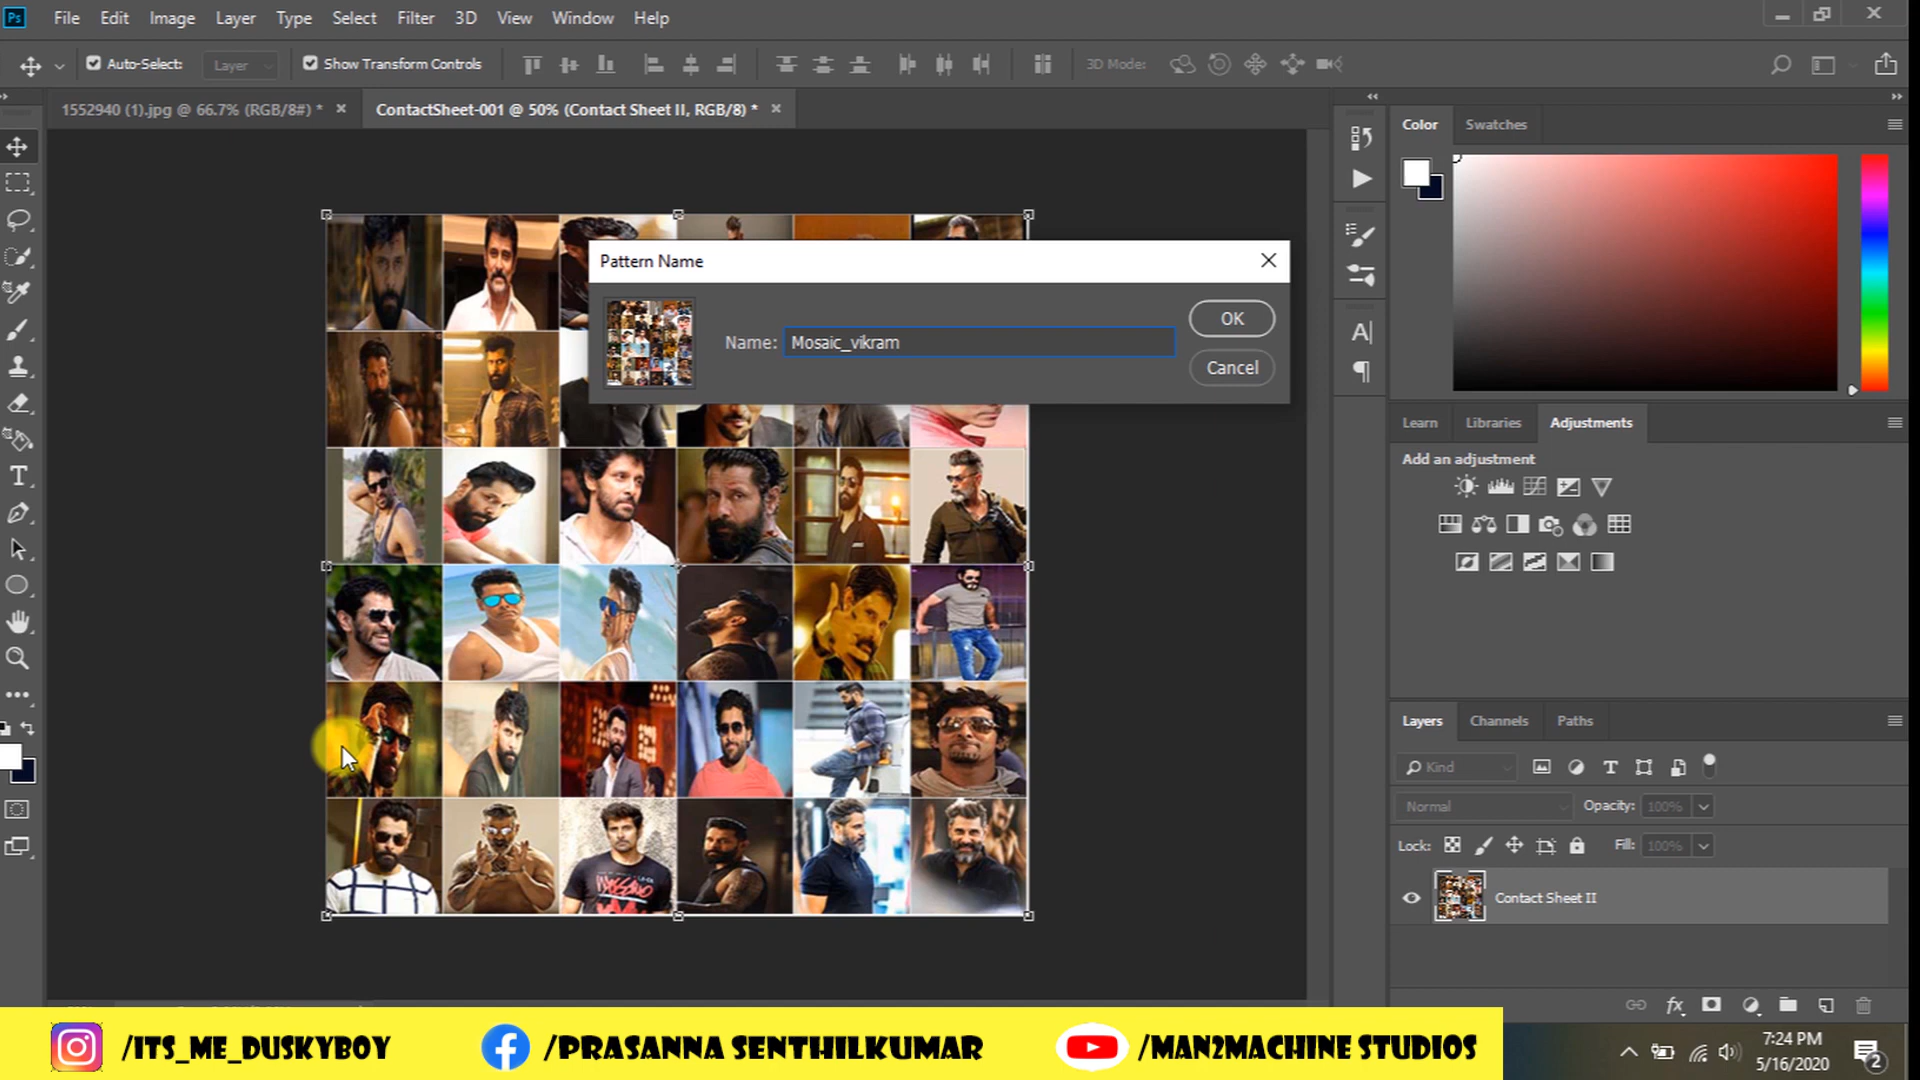 Ps File Edit Image Layer Type Select Filter 3D View Window Help
Auto-Select: Layer Show Transform Controls 3D Mode:
1552940 (1).jpg @ 66.7% (RGB/8#) * ContactSheet-001 @ 50% (Contact Sheet II, RGB/8) *
Color Swatches
Pattern Name
Name: Mosaic_vikram
OK
Cancel
Learn Libraries Adjustments
Add an adjustment
Layers Channels Paths
Kind
Normal Opacity: 100%
Lock: Fill: 100%
Contact Sheet II
/ITS_ME_DUSKYBOY /PRASANNA SENTHILKUMAR /MAN2MACHINE STUDIOS
7:24 PM
5/16/2020
2